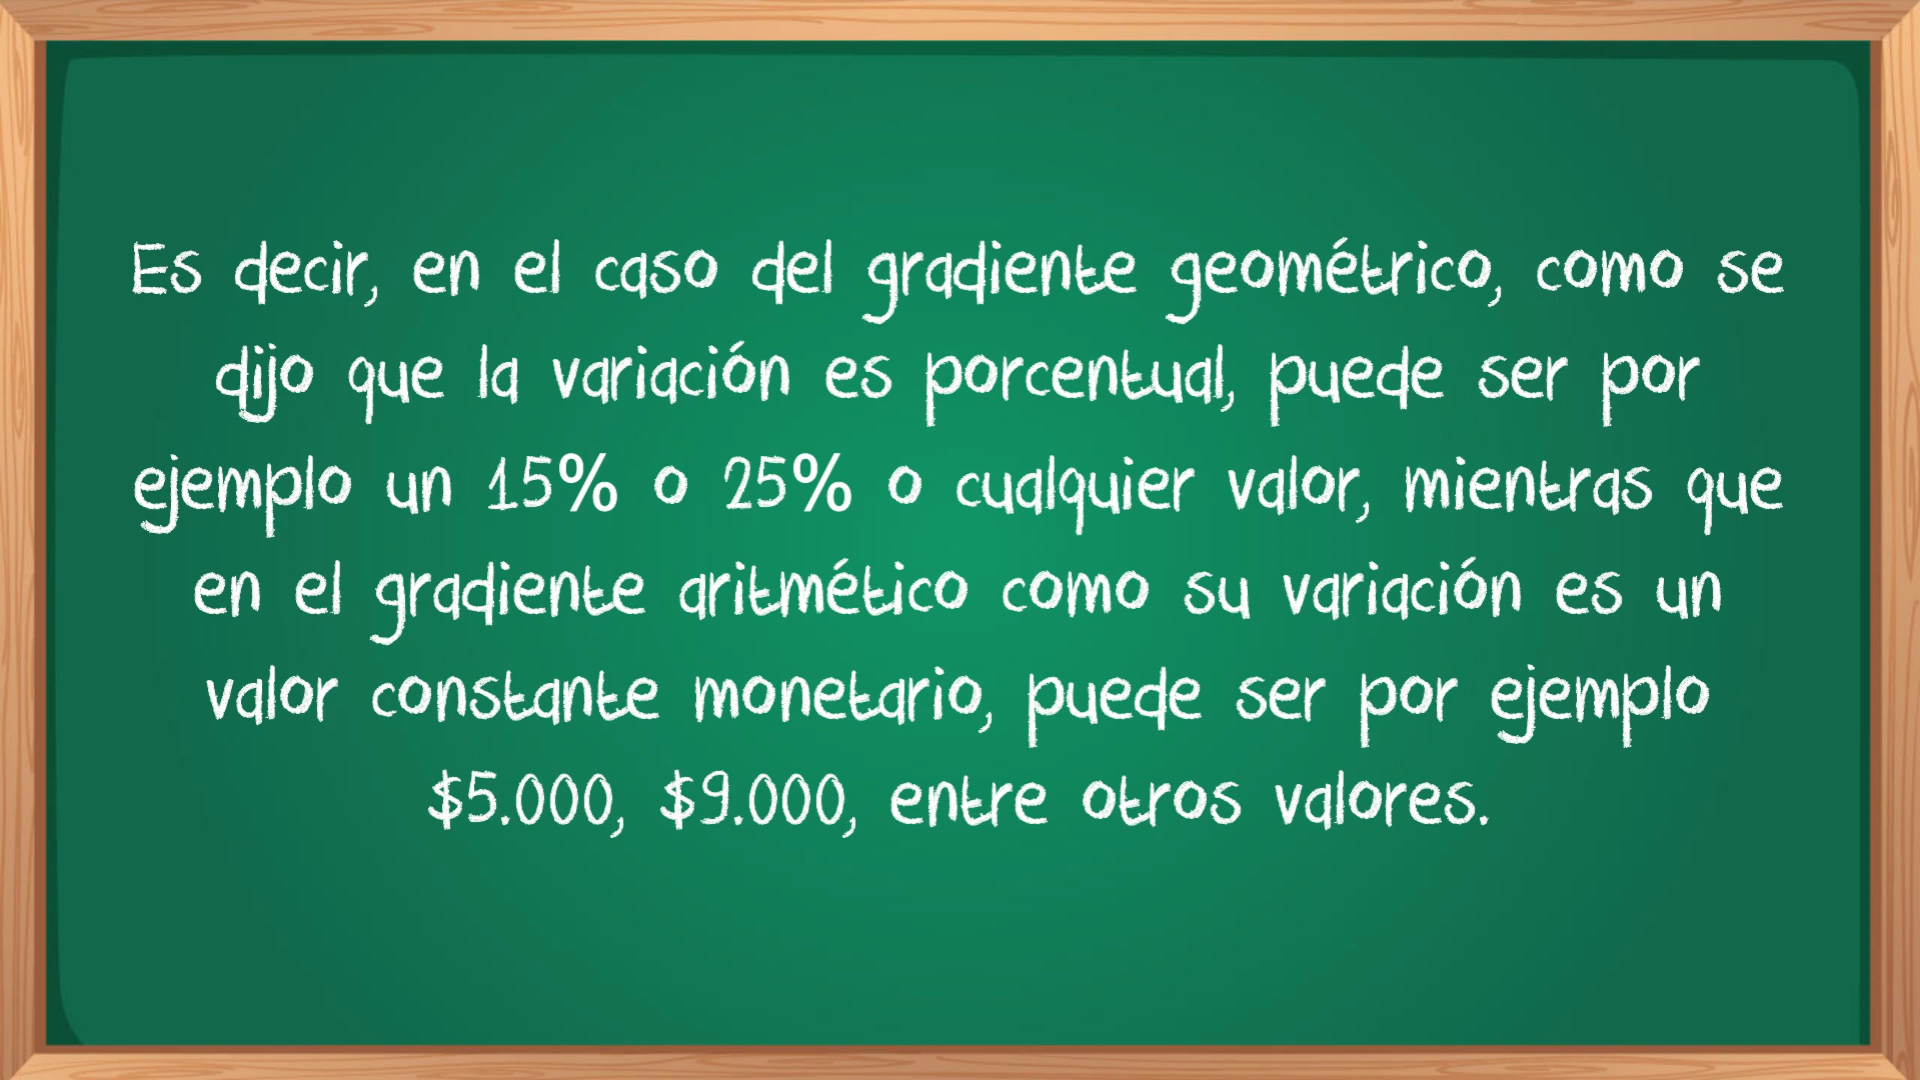 Es decir, en el caso del gradiente geométrico, como se
dijo que la variación es porcentual, puede ser por
ejemplo un 15% o 25% o cualquier valor, mientras que
en el gradiente aritmético como su variación es un
valor constante monetario, puede ser por ejemplo
$5.000, $9.000, entre otros valores.